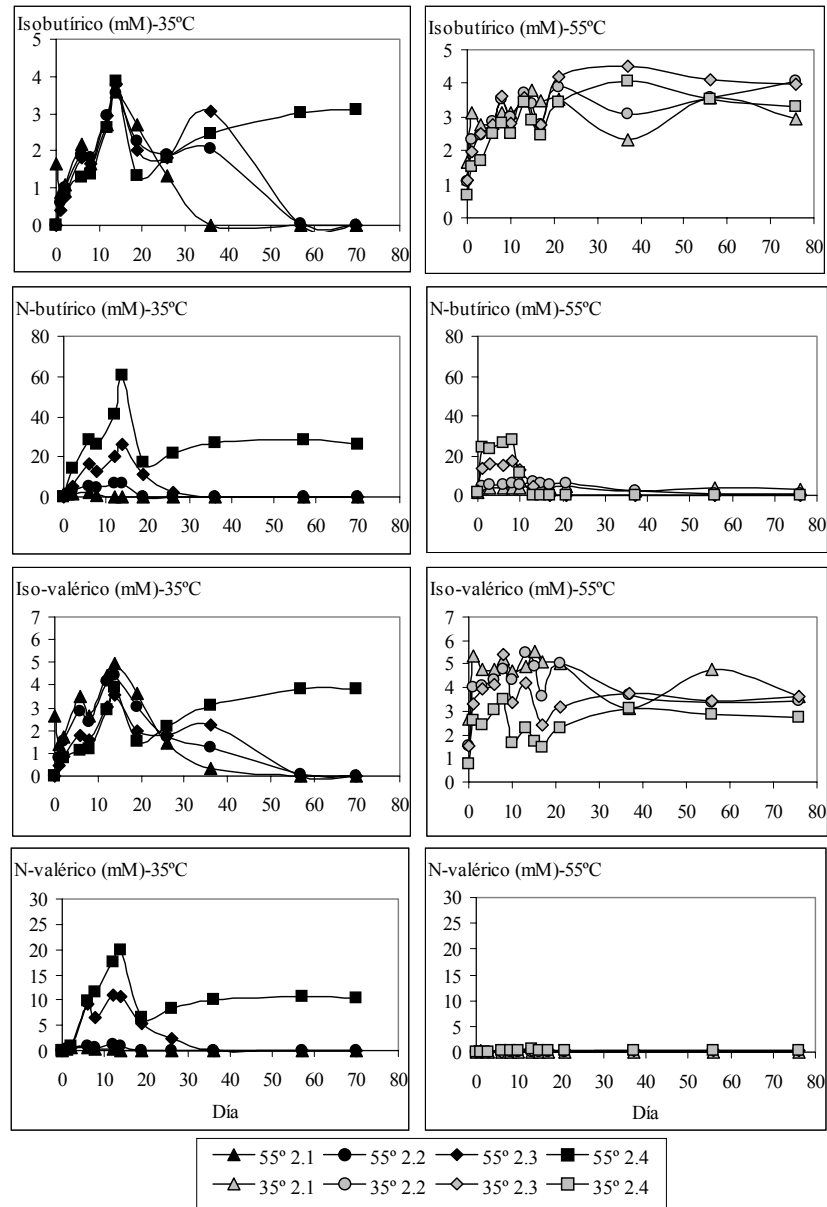 Isobutírico (mM)-35ºC
5
4
3
2
1
0
0 10 20 30 40 50 60 70 80
Isobutírico (mM)-55ºC
5
4
3
2
1
0
0 10 20 30 40 50 60 70 80
N-butírico (mM)-35ºC
80
60
40
20
0
0 10 20 30 40 50 60 70 80
N-butírico (mM)-55ºC
80
60
40
20
0
0 10 20 30 40 50 60 70 80
Iso-valérico (mM)-35ºC
7
6
5
4
3
2
1
0
0 10 20 30 40 50 60 70 80
Iso-valérico (mM)-55ºC
7
6
5
4
3
2
1
0
0 10 20 30 40 50 60 70 80
N-valérico (mM)-35ºC
30
25
20
15
10
5
0
0 10 20 30 40 50 60 70 80
Día
N-valérico (mM)-55ºC
30
25
20
15
10
5
0
0 10 20 30 40 50 60 70 80
Día
55º 2.1 55º 2.2 55º 2.3 55º 2.4
35º 2.1 35º 2.2 35º 2.3 35º 2.4